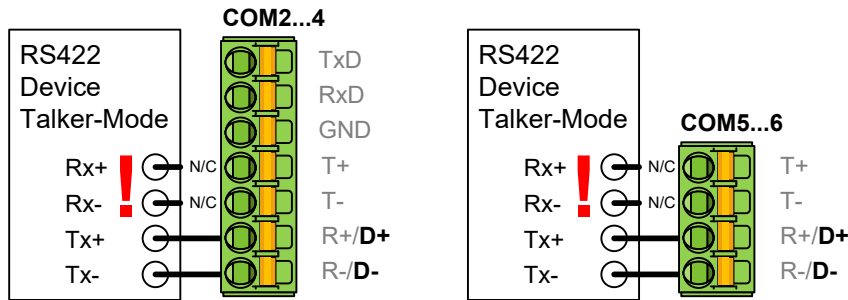 COM2...4
RS422
Device
Talker-Mode
TxD
RxD
GND
Rx+ ! N/C T+
Rx- N/C T-
Tx+ R+/D+
Tx- R-/D-
RS422
Device
Talker-Mode
COM5...6
Rx+ ! N/C T+
Rx- N/C T-
Tx+ R+/D+
Tx- R-/D-